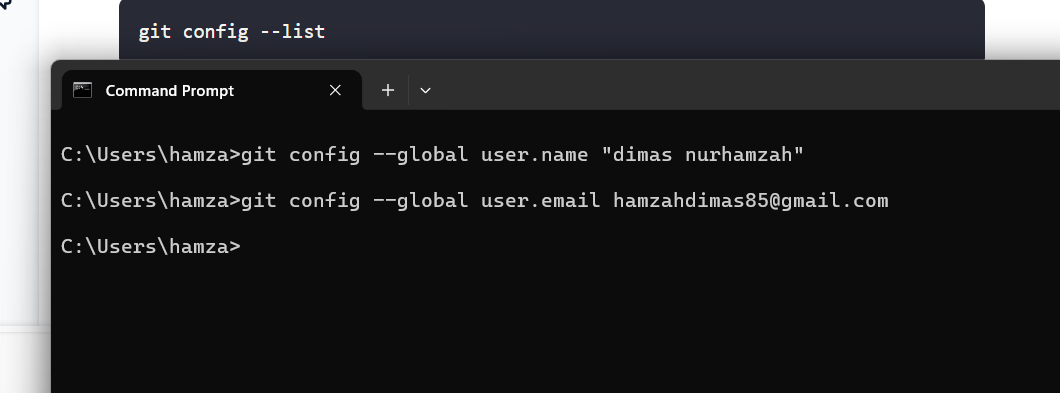 git config --list
Command Prompt
C:\Users\hamza>git config --global user.name "dimas nurhamzah"
C:\Users\hamza>git config --global user.email hamzahdimas85@gmail.com
C:\Users\hamza>